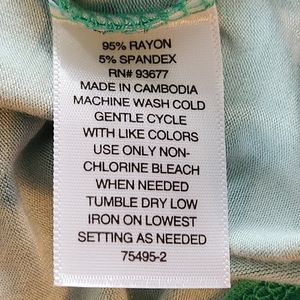 95% RAYON
5% SPANDEX
RN# 93677
MADE IN CAMBODIA
MACHINE WASH COLD
GENTLE CYCLE
WITH LIKE COLORS
USE ONLY NON-
CHLORINE BLEACH
WHEN NEEDED
TUMBLE DRY LOW
IRON ON LOWEST
SETTING AS NEEDED
75495-2